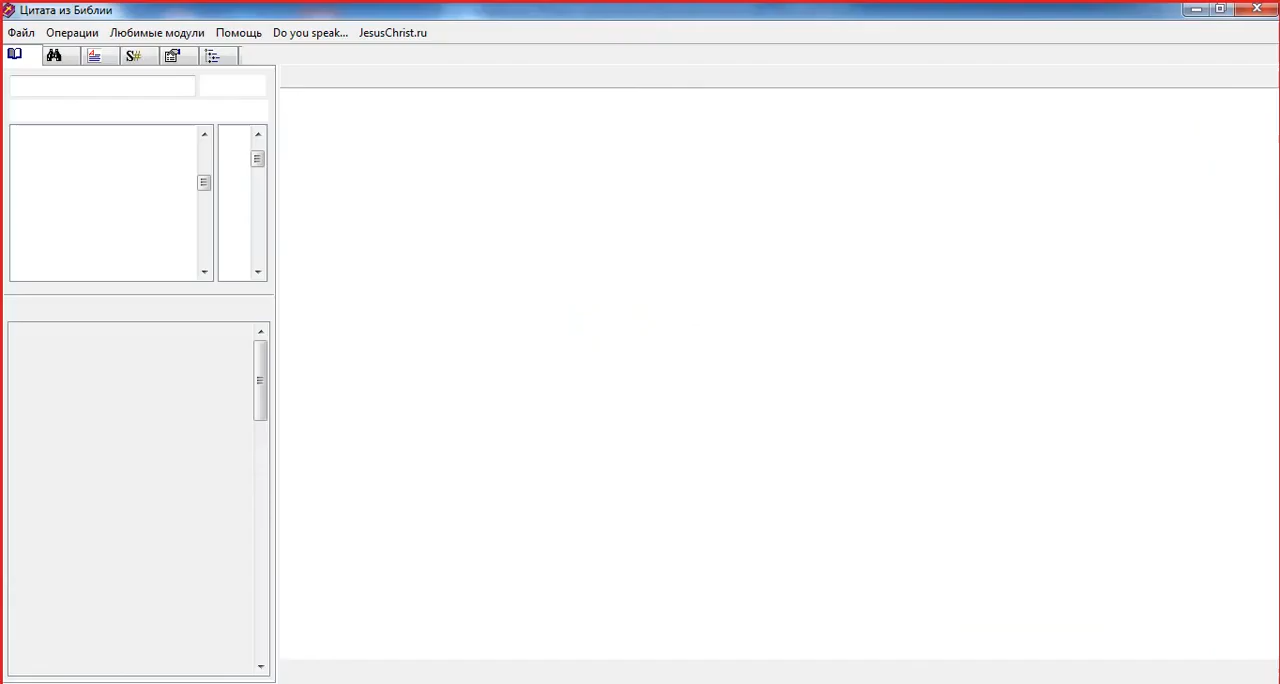 Цитата из Библии
Файл Операции Любимые модули Помощь Do you speak... JesusChrist.ru
S#